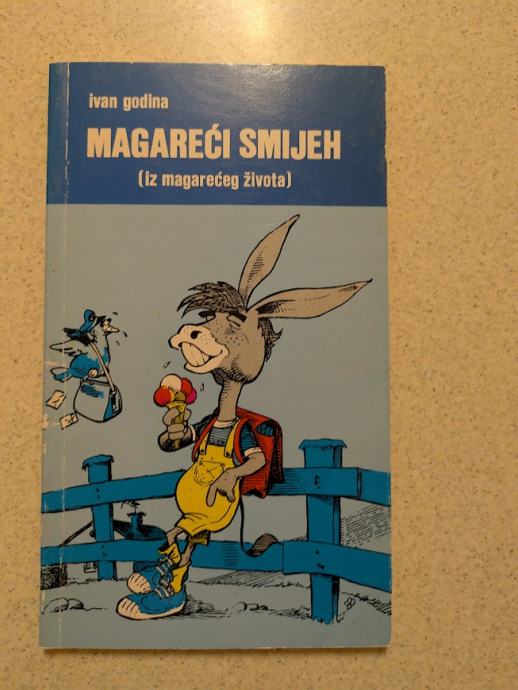 ivan godina
MAGAREĆI SMIJEH
(iz magarećeg života)